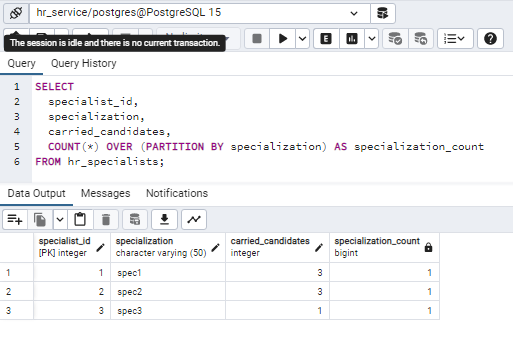 hr_service/postgres@PostgreSQL 15
The session is idle and there is no current transaction.
Query Query History
1 SELECT
2 specialist_id,
3 specialization,
4 carried_candidates,
5 COUNT(*) OVER (PARTITION BY specialization) AS specialization_count
6 FROM hr_specialists;
Data Output Messages Notifications
specialist_id specialization carried_candidates specialization_count
[PK] integer character varying (50) integer bigint
1 1 spec1 3 1
2 2 spec2 3 1
3 3 spec3 1 1